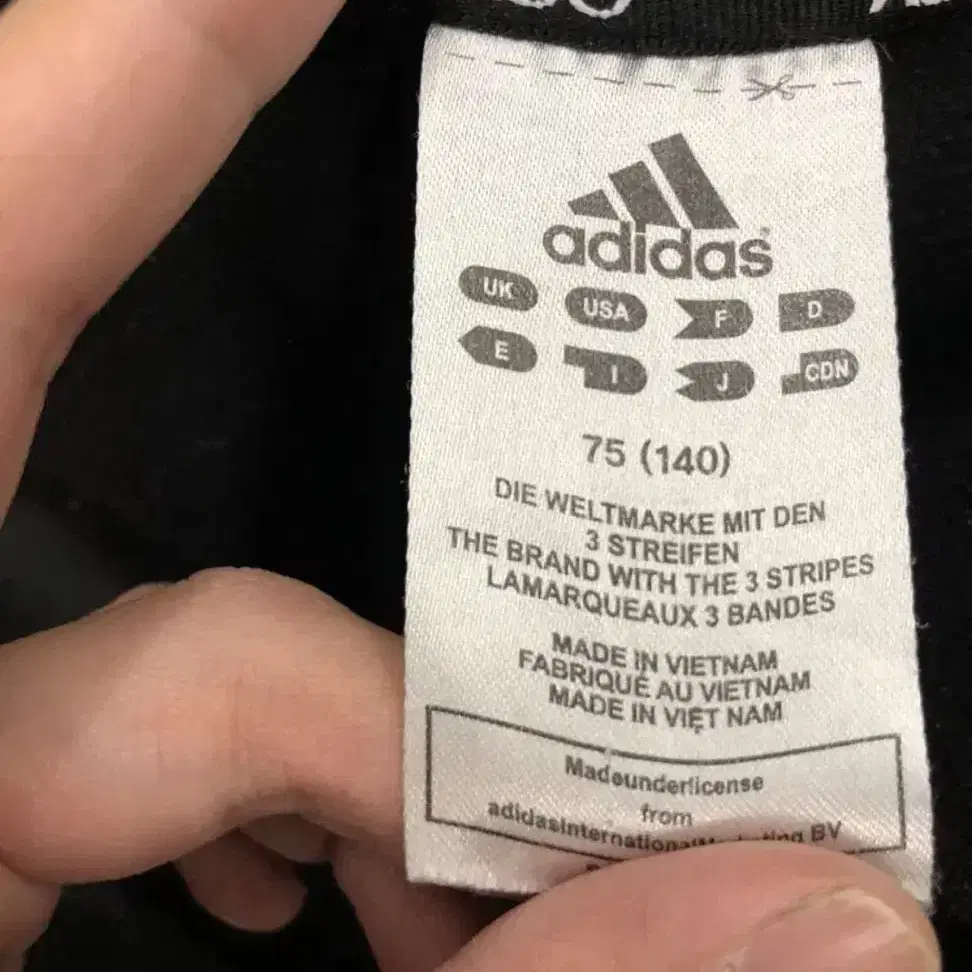 adidas
UK USA F D
E I J CDN
75 (140)
DIE WELTMARKE MIT DEN
3 STREIFEN
THE BRAND WITH THE 3 STRIPES
LAMARQUEAUX 3 BANDES
MADE IN VIETNAM
FABRIQUÉ AU VIETNAM
MADE IN VIỆT NAM
Madeunderlicense
from
BV